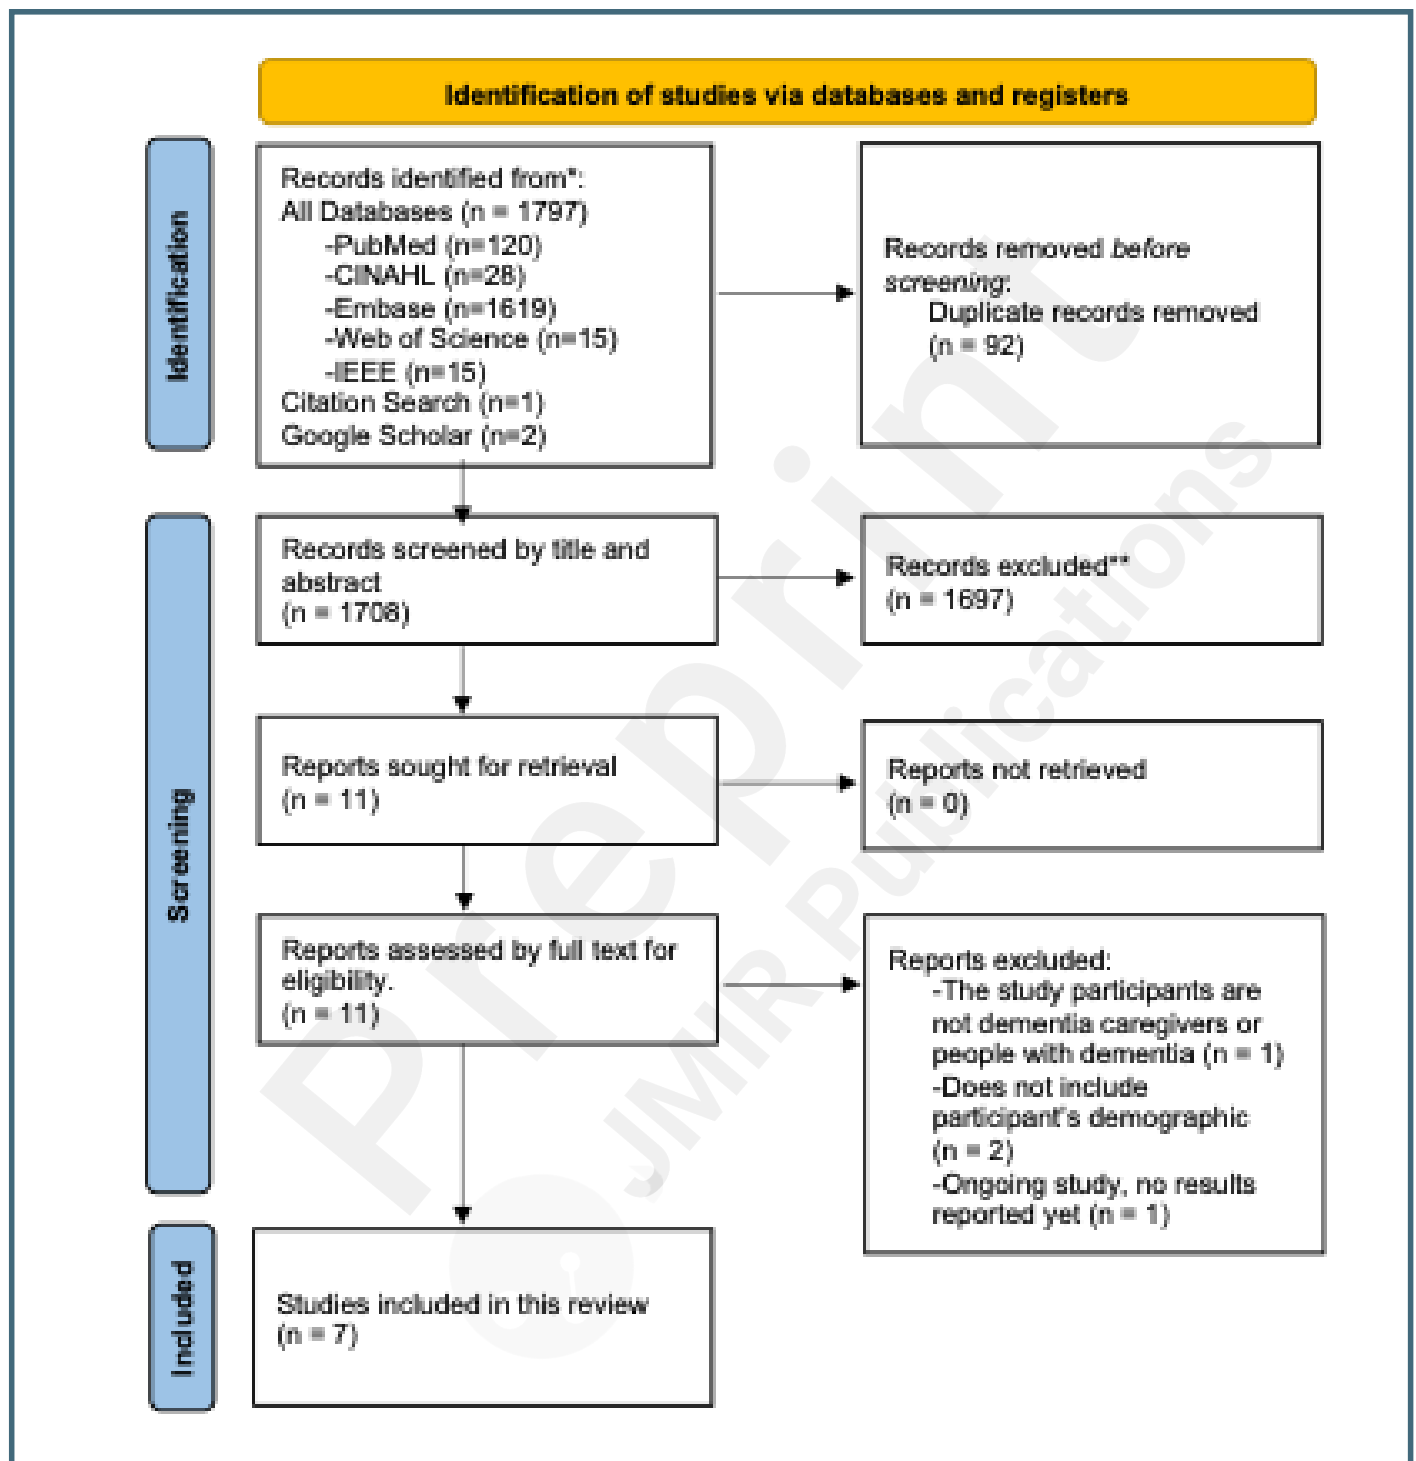 Identification of studies via databases and registers
Identification
Records identified from*:
All Databases (n = 1797)
-PubMed (n=120)
-CINAHL (n=28)
-Embase (n=1619)
-Web of Science (n=15)
-IEEE (n=15)
Citation Search (n=1)
Google Scholar (n=2)
Records removed before
screening:
Duplicate records removed
(n = 92)
Screening
Records screened by title and
abstract
(n = 1708)
Records excluded**
(n = 1697)
Reports sought for retrieval
(n = 11)
Reports not retrieved
(n = 0)
Reports assessed by full text for
eligibility.
(n = 11)
Reports excluded:
-The study participants are
not dementia caregivers or
people with dementia (n = 1)
-Does not include
participant's demographic
(n = 2)
-Ongoing study, no results
reported yet (n = 1)
Included
Studies included in this review
(n = 7)
Preprint
JMIR Publications